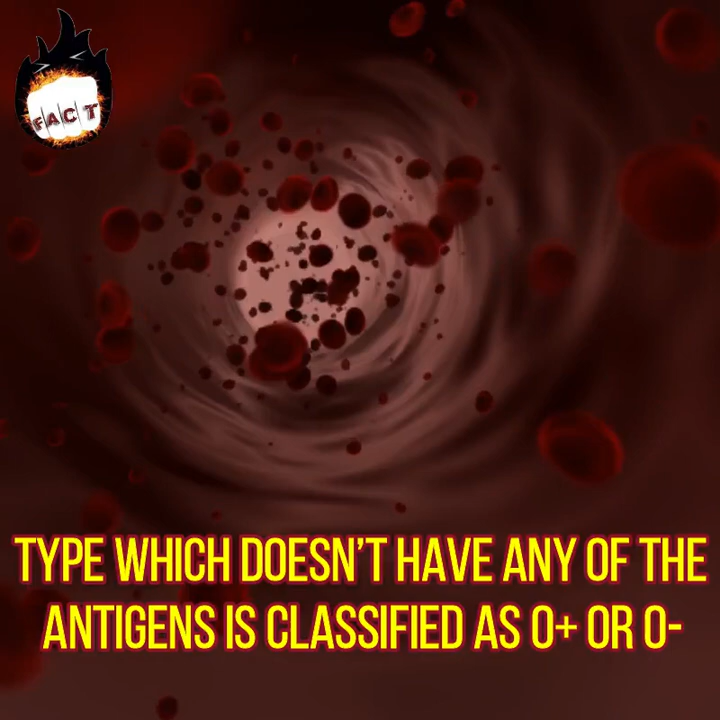 FACT
TYPE WHICH DOESN'T HAVE ANY OF THE
ANTIGENS IS CLASSIFIED AS O+ OR O-